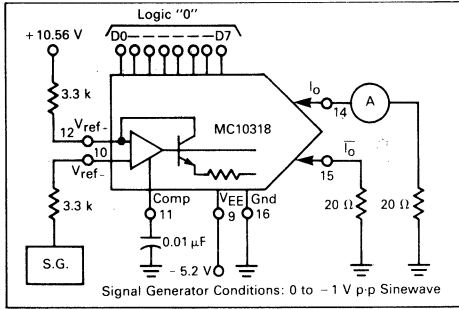 Logic "0"
+ 10.56 V
D0
D7
3.3 k
Io
A
14
12
Vref -
MC10318
10
Vref -
Io
15
3.3 k
Comp
VEE
Gnd
11
9
16
20 Ω
20 Ω
0.01 µF
S.G.
- 5.2 V
Signal Generator Conditions: 0 to - 1 V p-p Sinewave